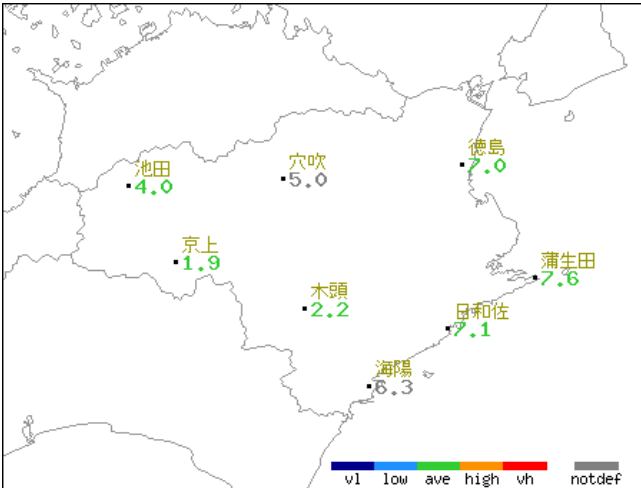 徳島
7.0
穴吹
5.0
池田
4.0
京上
1.9
蒲生田
7.6
木頭
2.2
日和佐
7.1
海陽
6.3
vl low ave high vh notdef